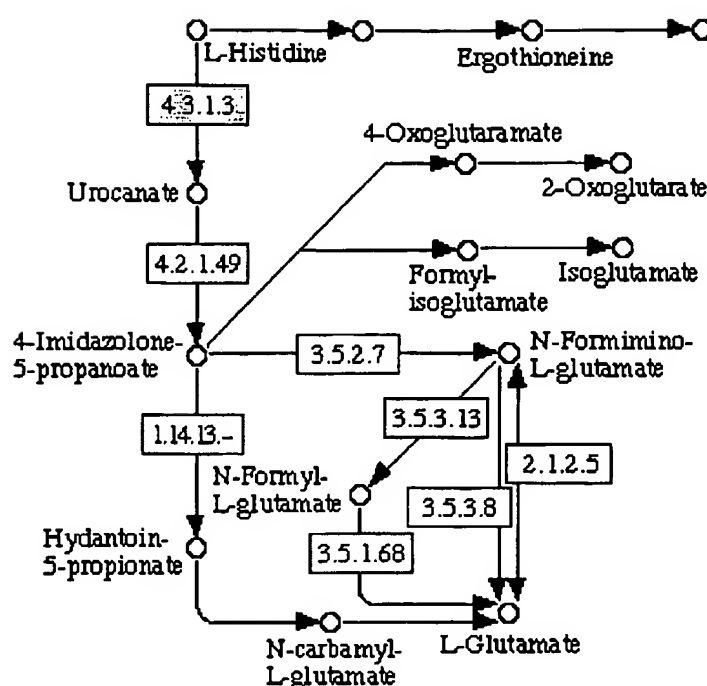 L-Histidine
Ergothioneine
4.3.1.3
4-Oxoglutaramate
Urocanate
2-Oxoglutarate
4.2.1.49
Formyl-
isoglutamate
Isoglutamate
4-Imidazolone-
5-propanoate
3.5.2.7
N-Formimino-
L-glutamate
1.14.13.-
3.5.3.13
2.1.2.5
N-Formyl-
L-glutamate
3.5.3.8
Hydantoin-
5-propionate
3.5.1.68
N-carbamyl-
L-glutamate
L-Glutamate